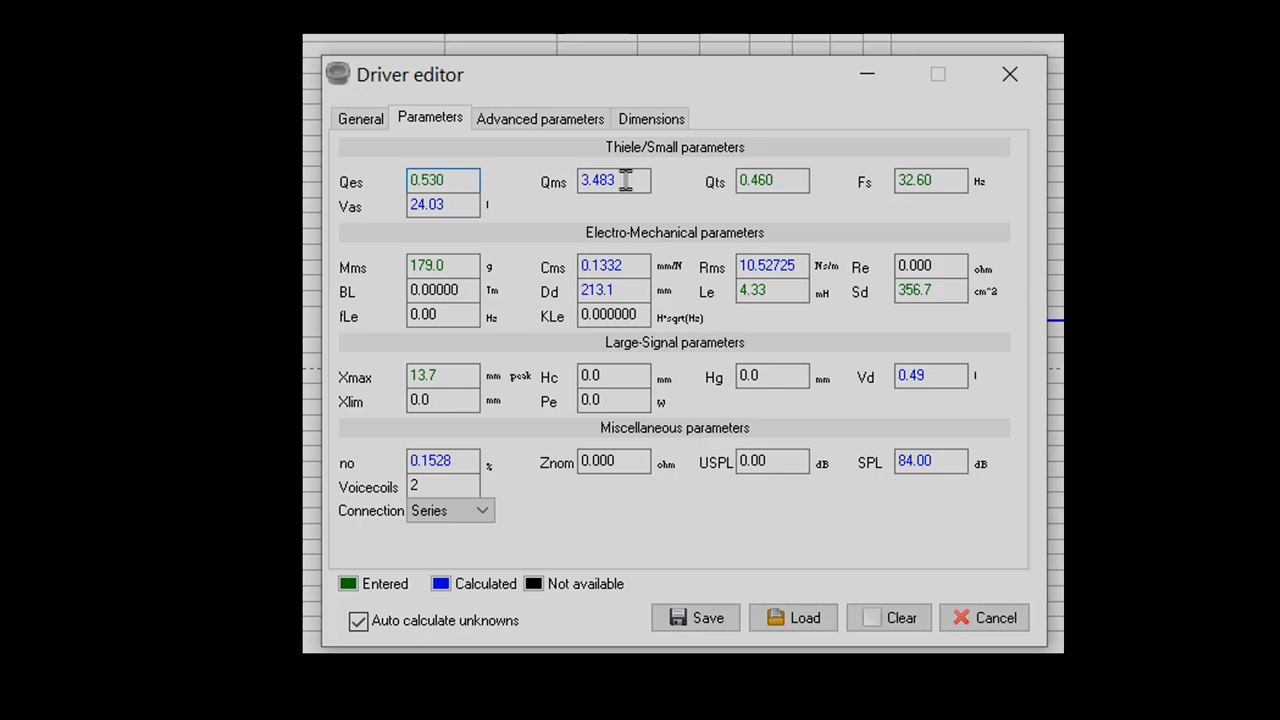 Driver editor
General Parameters Advanced parameters Dimensions
Thiele/Small parameters
Qes 0.530 Qms 3.483 Qts 0.460 Fs 32.60 Hz
Vas 24.03 l
Electro-Mechanical parameters
Mms 179.0 g Cms 0.1332 mm/N Rms 10.52725 Ns/m Re 0.000 ohm
BL 0.00000 Tm Dd 213.1 mm Le 4.33 mH Sd 356.7 cm^2
fLe 0.00 Hz KLe 0.000000 H*sqrt(Hz)
Large-Signal parameters
Xmax 13.7 mm peak Hc 0.0 mm Hg 0.0 mm Vd 0.49 l
Xlim 0.0 mm Pe 0.0 W
Miscellaneous parameters
no 0.1528 % Znom 0.000 ohm USPL 0.00 dB SPL 84.00 dB
Voicecoils 2
Connection Series
Entered Calculated Not available
Auto calculate unknowns Save Load Clear Cancel